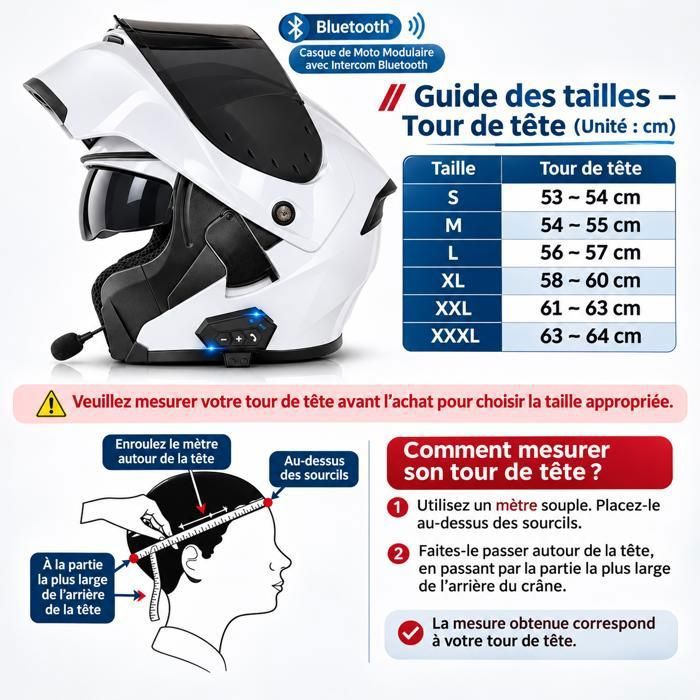 Bluetooth®
Casque de Moto Modulaire
avec Intercom Bluetooth
Guide des tailles –
Tour de tête (Unité : cm)
Taille Tour de tête
S 53 ~ 54 cm
M 54 ~ 55 cm
L 56 ~ 57 cm
XL 58 ~ 60 cm
XXL 61 ~ 63 cm
XXXL 63 ~ 64 cm
Veuillez mesurer votre tour de tête avant l'achat pour choisir la taille appropriée.
Enroulez le mètre
autour de la tête
Au-dessus
des sourcils
À la partie
la plus large
de l'arrière
de la tête
Comment mesurer
son tour de tête ?
1 Utilisez un mètre souple. Placez-le
au-dessus des sourcils.
2 Faites-le passer autour de la tête,
en passant par la partie la plus large
de l'arrière du crâne.
La mesure obtenue correspond
à votre tour de tête.